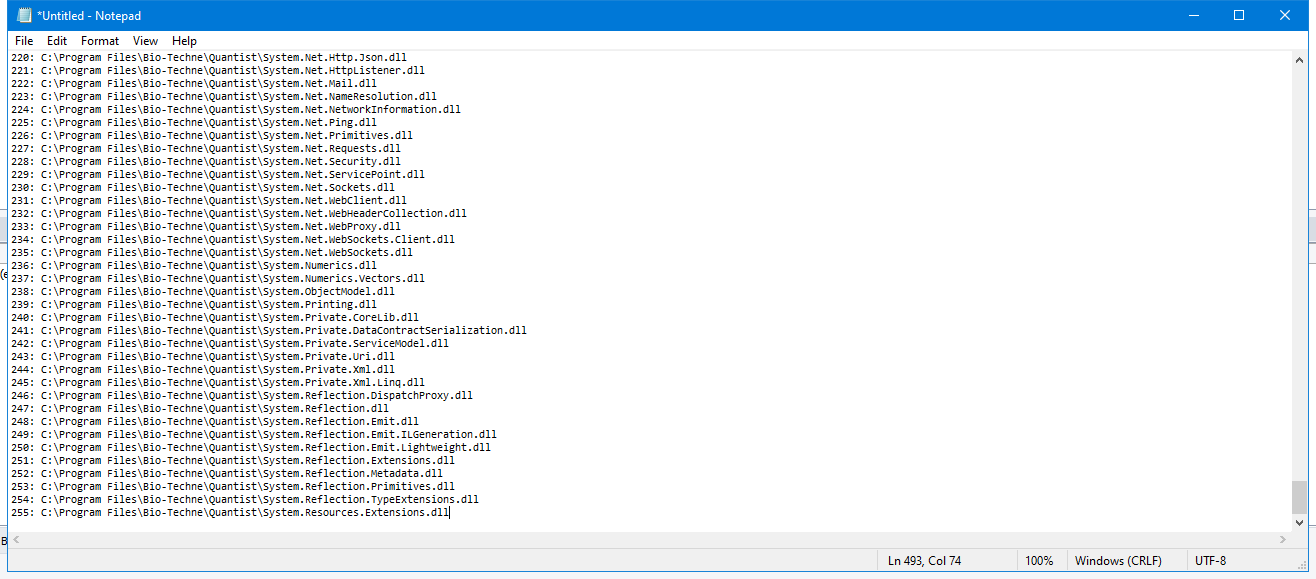 *Untitled - Notepad
File Edit Format View Help
220: C:\Program Files\Bio-Techne\Quantist\System.Net.Http.Json.dll
221: C:\Program Files\Bio-Techne\Quantist\System.Net.HttpListener.dll
222: C:\Program Files\Bio-Techne\Quantist\System.Net.Mail.dll
223: C:\Program Files\Bio-Techne\Quantist\System.Net.NameResolution.dll
224: C:\Program Files\Bio-Techne\Quantist\System.Net.NetworkInformation.dll
225: C:\Program Files\Bio-Techne\Quantist\System.Net.Ping.dll
226: C:\Program Files\Bio-Techne\Quantist\System.Net.Primitives.dll
227: C:\Program Files\Bio-Techne\Quantist\System.Net.Requests.dll
228: C:\Program Files\Bio-Techne\Quantist\System.Net.Security.dll
229: C:\Program Files\Bio-Techne\Quantist\System.Net.ServicePoint.dll
230: C:\Program Files\Bio-Techne\Quantist\System.Net.Sockets.dll
231: C:\Program Files\Bio-Techne\Quantist\System.Net.WebClient.dll
232: C:\Program Files\Bio-Techne\Quantist\System.Net.WebHeaderCollection.dll
233: C:\Program Files\Bio-Techne\Quantist\System.Net.WebProxy.dll
234: C:\Program Files\Bio-Techne\Quantist\System.Net.WebSockets.Client.dll
235: C:\Program Files\Bio-Techne\Quantist\System.Net.WebSockets.dll
236: C:\Program Files\Bio-Techne\Quantist\System.Numerics.dll
237: C:\Program Files\Bio-Techne\Quantist\System.Numerics.Vectors.dll
238: C:\Program Files\Bio-Techne\Quantist\System.ObjectModel.dll
239: C:\Program Files\Bio-Techne\Quantist\System.Printing.dll
240: C:\Program Files\Bio-Techne\Quantist\System.Private.CoreLib.dll
241: C:\Program Files\Bio-Techne\Quantist\System.Private.DataContractSerialization.dll
242: C:\Program Files\Bio-Techne\Quantist\System.Private.ServiceModel.dll
243: C:\Program Files\Bio-Techne\Quantist\System.Private.Uri.dll
244: C:\Program Files\Bio-Techne\Quantist\System.Private.Xml.dll
245: C:\Program Files\Bio-Techne\Quantist\System.Private.Xml.Linq.dll
246: C:\Program Files\Bio-Techne\Quantist\System.Reflection.DispatchProxy.dll
247: C:\Program Files\Bio-Techne\Quantist\System.Reflection.dll
248: C:\Program Files\Bio-Techne\Quantist\System.Reflection.Emit.dll
249: C:\Program Files\Bio-Techne\Quantist\System.Reflection.Emit.ILGeneration.dll
250: C:\Program Files\Bio-Techne\Quantist\System.Reflection.Emit.Lightweight.dll
251: C:\Program Files\Bio-Techne\Quantist\System.Reflection.Extensions.dll
252: C:\Program Files\Bio-Techne\Quantist\System.Reflection.Metadata.dll
253: C:\Program Files\Bio-Techne\Quantist\System.Reflection.Primitives.dll
254: C:\Program Files\Bio-Techne\Quantist\System.Reflection.TypeExtensions.dll
255: C:\Program Files\Bio-Techne\Quantist\System.Resources.Extensions.dll
Ln 493, Col 74 100% Windows (CRLF) UTF-8